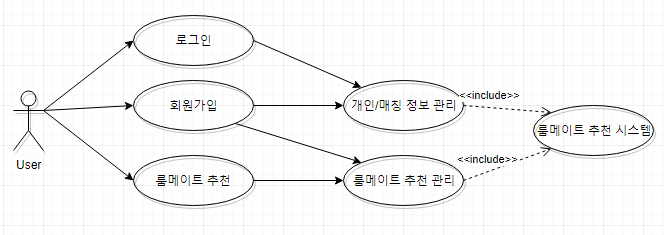 로그인
회원가입
룸메이트 추천
User
개인/매칭 정보 관리
룸메이트 추천 관리
<<include>>
<<include>>
룸메이트 추천 시스템